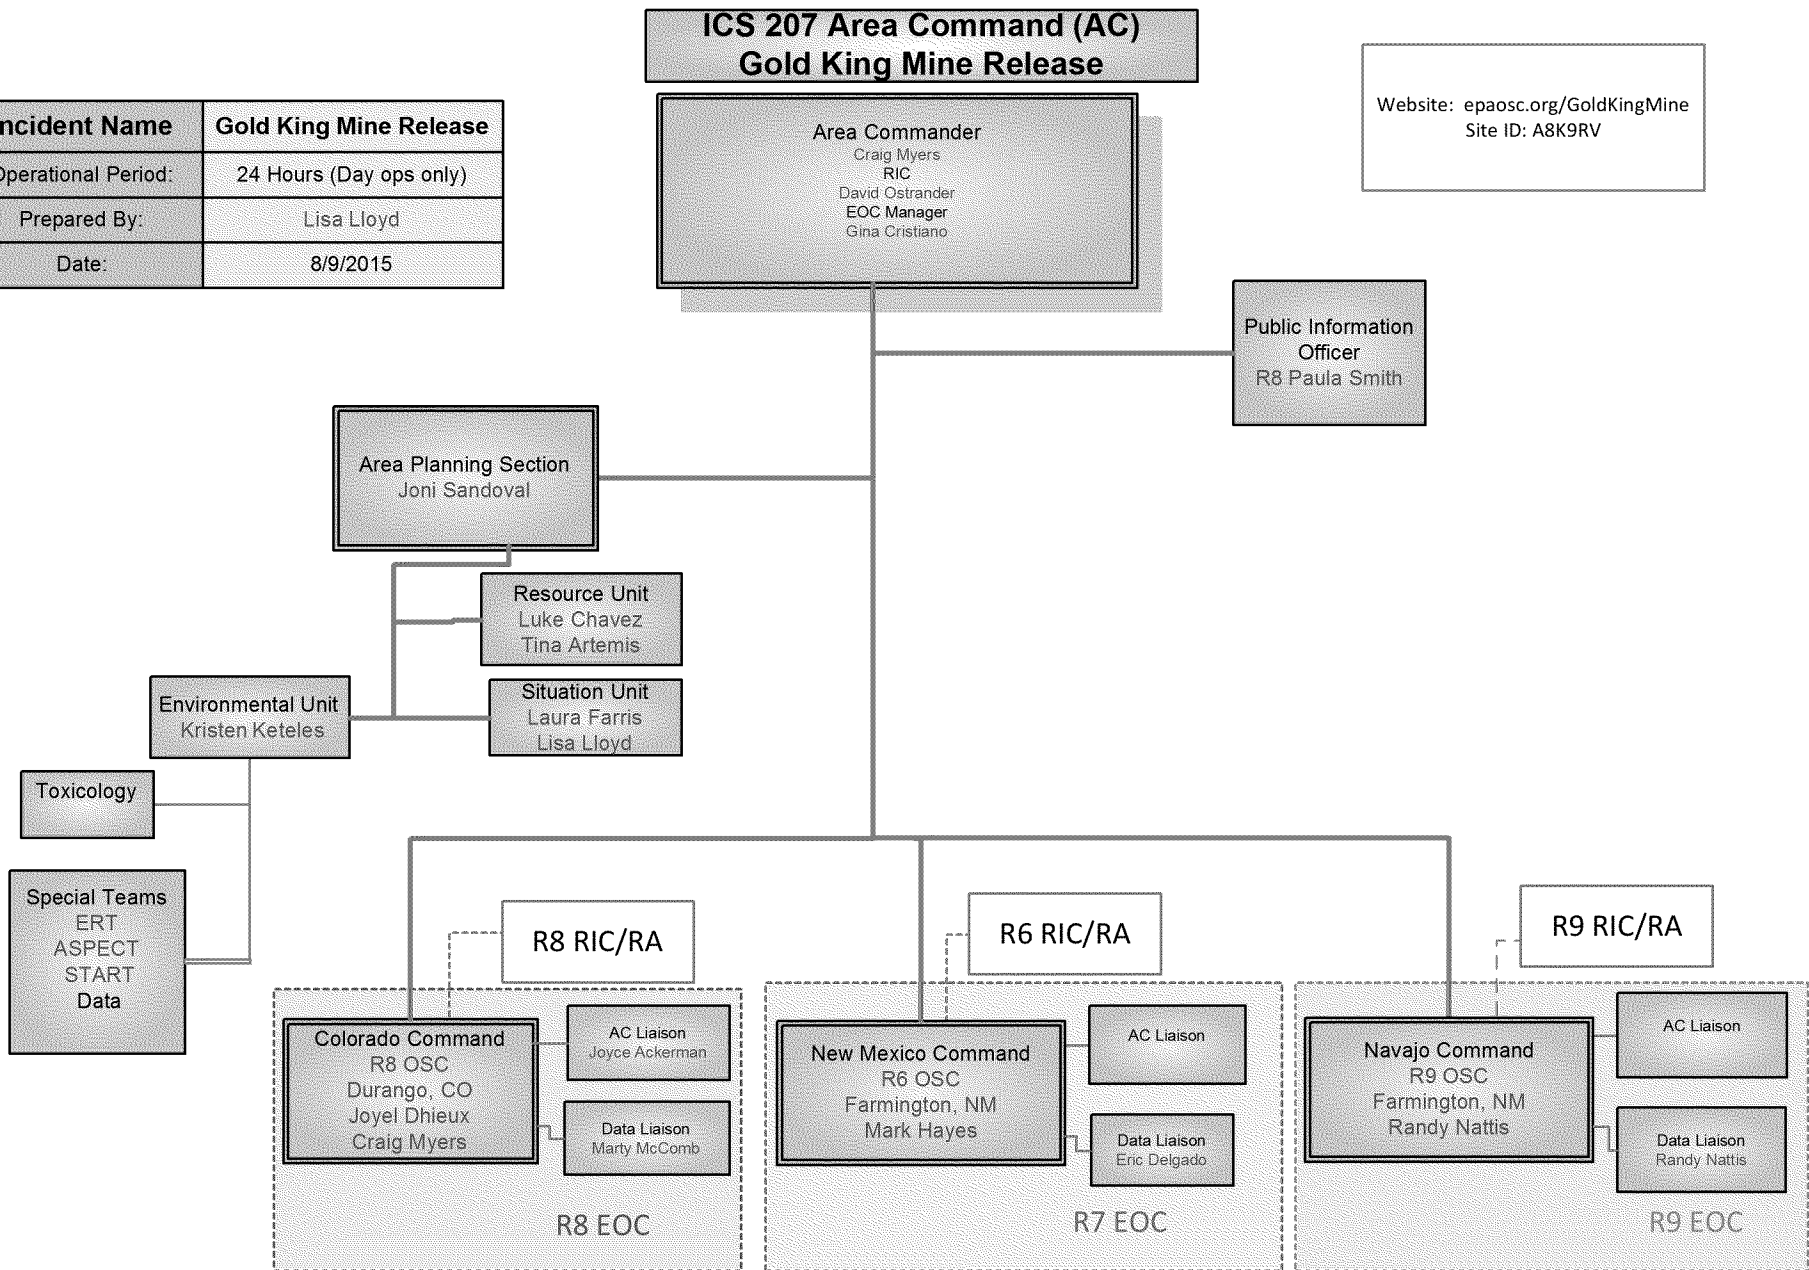 ICS 207 Area Command (AC)
Gold King Mine Release
Website: epaosc.org/GoldKingMine
Site ID: A8K9RV
ncident Name
Gold King Mine Release
Operational Period:
24 Hours (Day ops only)
Prepared By:
Lisa Lloyd
Date:
8/9/2015
Area Commander
Craig Myers
RIC
David Ostrander
EOC Manager
Gina Cristiano
Public Information
Officer
R8 Paula Smith
Area Planning Section
Joni Sandoval
Resource Unit
Luke Chavez
Tina Artemis
Situation Unit
Laura Farris
Lisa Lloyd
Environmental Unit
Kristen Keteles
Toxicology
Special Teams
ERT
ASPECT
START
Data
R8 RIC/RA
R6 RIC/RA
R9 RIC/RA
Colorado Command
R8 OSC
Durango, CO
Joyel Dhieux
Craig Myers
AC Liaison
Joyce Ackerman
Data Liaison
Marty McComb
R8 EOC
New Mexico Command
R6 OSC
Farmington, NM
Mark Hayes
AC Liaison
Data Liaison
Eric Delgado
R7 EOC
Navajo Command
R9 OSC
Farmington, NM
Randy Nattis
AC Liaison
Data Liaison
Randy Nattis
R9 EOC